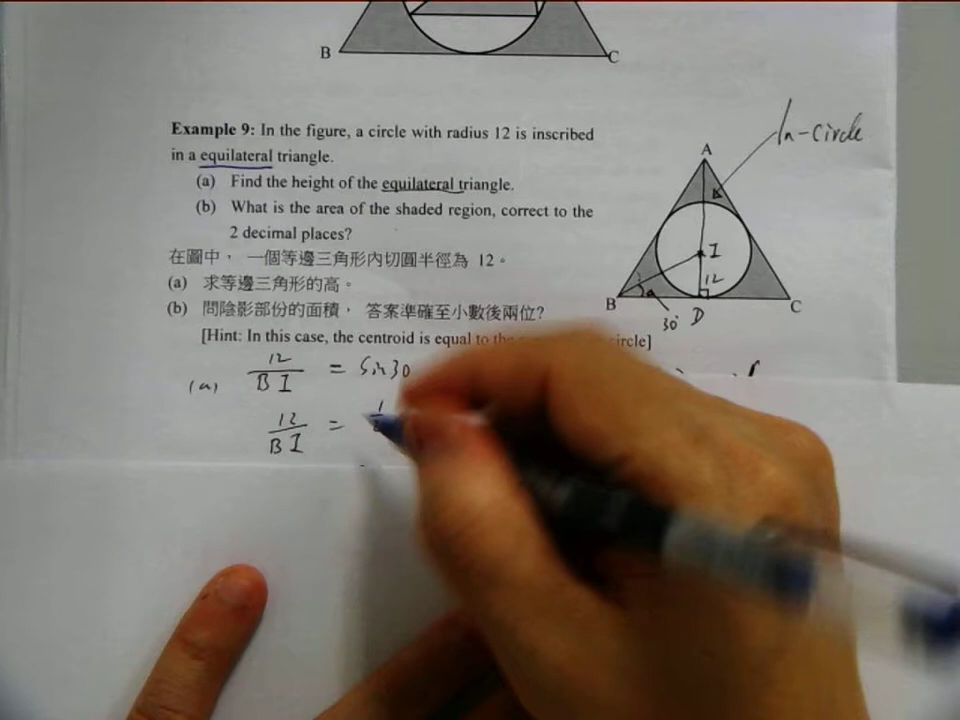 B
C
Example 9: In the figure, a circle with radius 12 is inscribed
in a equilateral triangle.
(a) Find the height of the equilateral triangle.
(b) What is the area of the shaded region, correct to the
2 decimal places?
在圖中， 一個等邊三角形內切圓半徑為 12。
(a) 求等邊三角形的高。
(b) 問陰影部份的面積， 答案準確至小數後兩位?
[Hint: In this case, the centroid is equal to the circle]
In-circle
A
I
12
B
30°
D
C
(a) 12/BI = Sin30
12/BI =